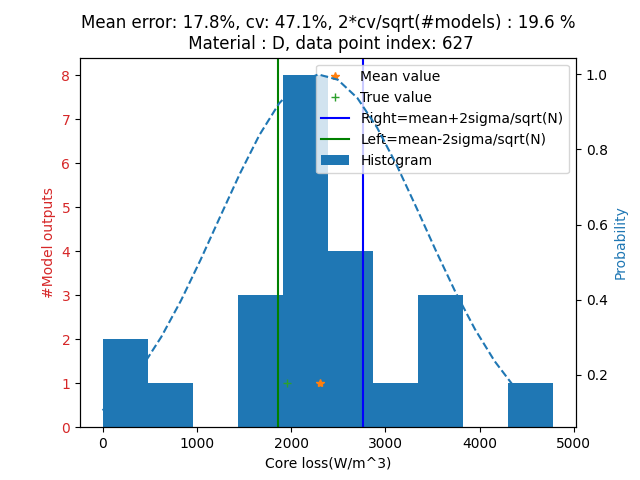 Mean error: 17.8%, cv: 47.1%, 2*cv/sqrt(#models) : 19.6 %
Material : D, data point index: 627
Mean value
True value
Right=mean+2sigma/sqrt(N)
Left=mean-2sigma/sqrt(N)
Histogram
#Model outputs
8
7
6
5
4
3
2
1
0
1.0
0.8
0.6
0.4
0.2
Probability
0
1000
2000
3000
4000
5000
Core loss(W/m^3)